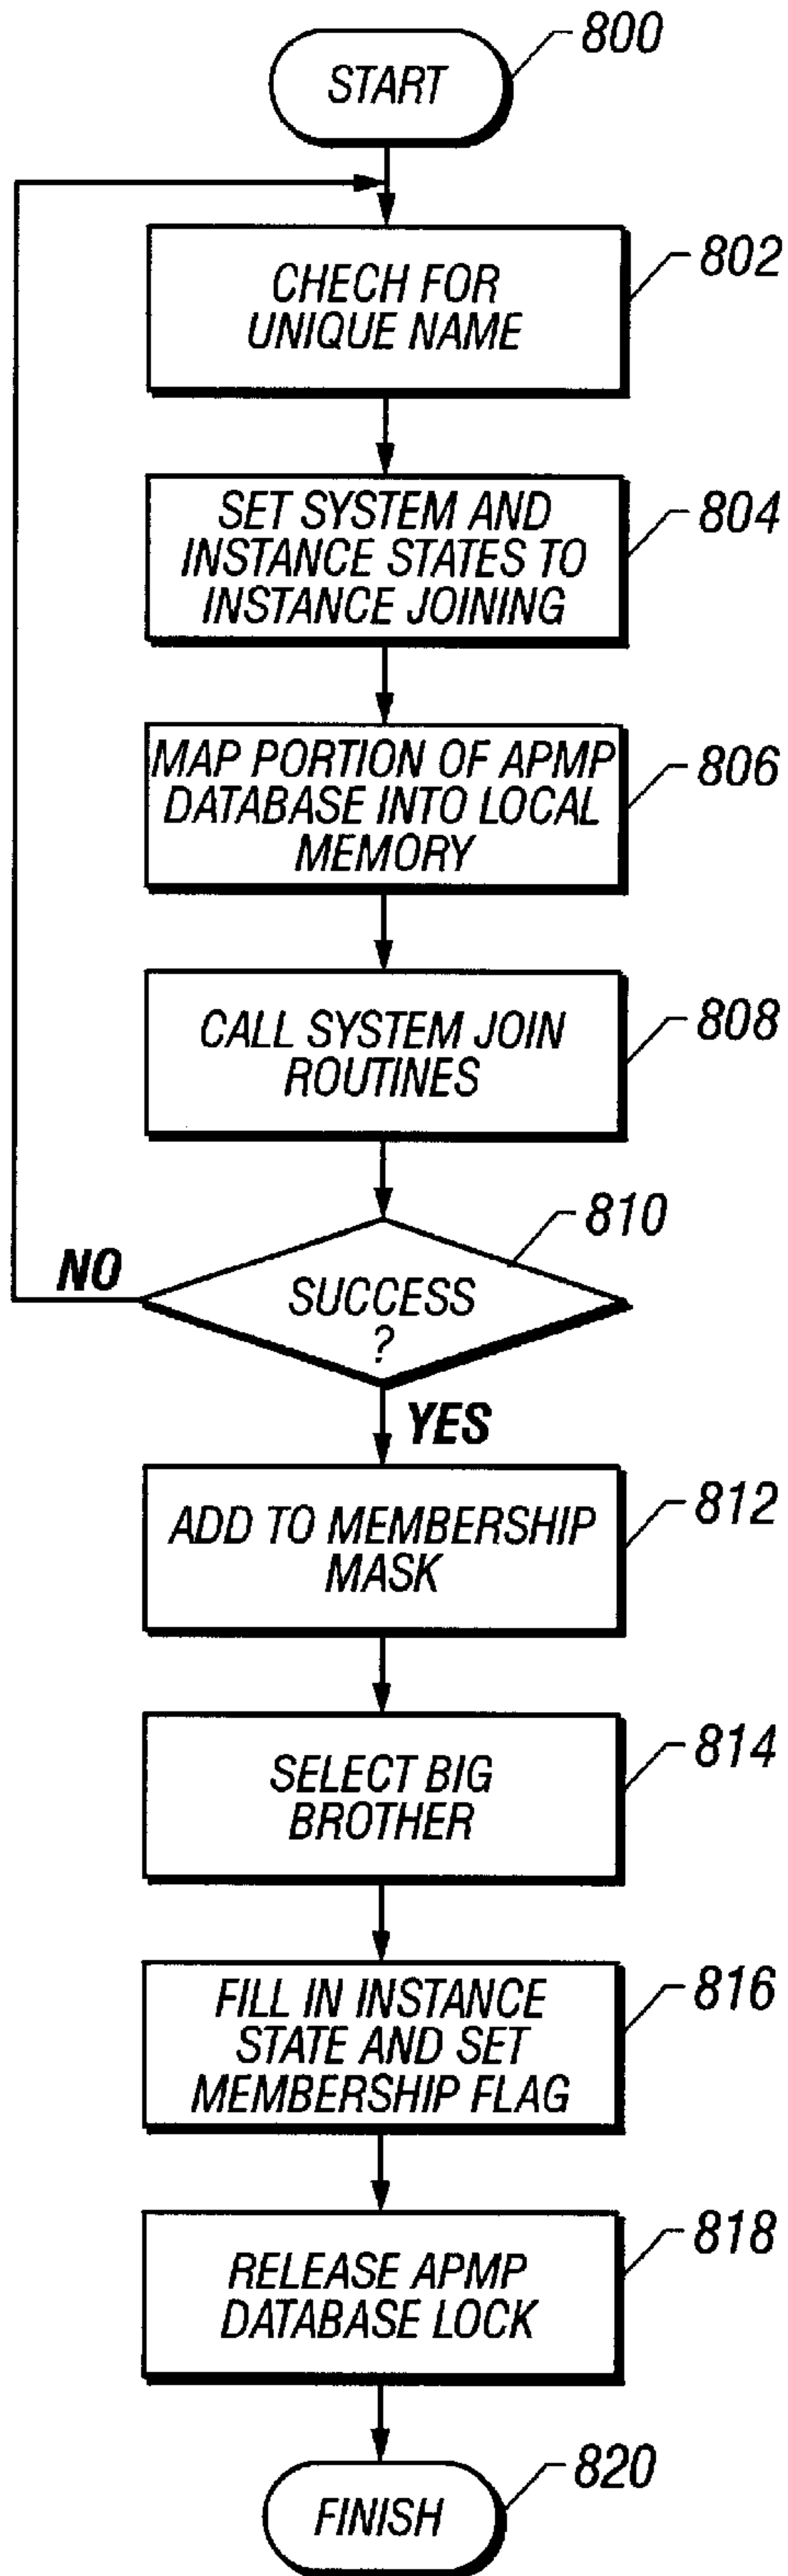 START
800
CHECH FOR
UNIQUE NAME
802
SET SYSTEM AND
INSTANCE STATES TO
INSTANCE JOINING
804
MAP PORTION OF APMP
DATABASE INTO LOCAL
MEMORY
806
CALL SYSTEM JOIN
ROUTINES
808
SUCCESS
?
810
NO
YES
ADD TO MEMBERSHIP
MASK
812
SELECT BIG
BROTHER
814
FILL IN INSTANCE
STATE AND SET
MEMBERSHIP FLAG
816
RELEASE APMP
DATABASE LOCK
818
FINISH
820